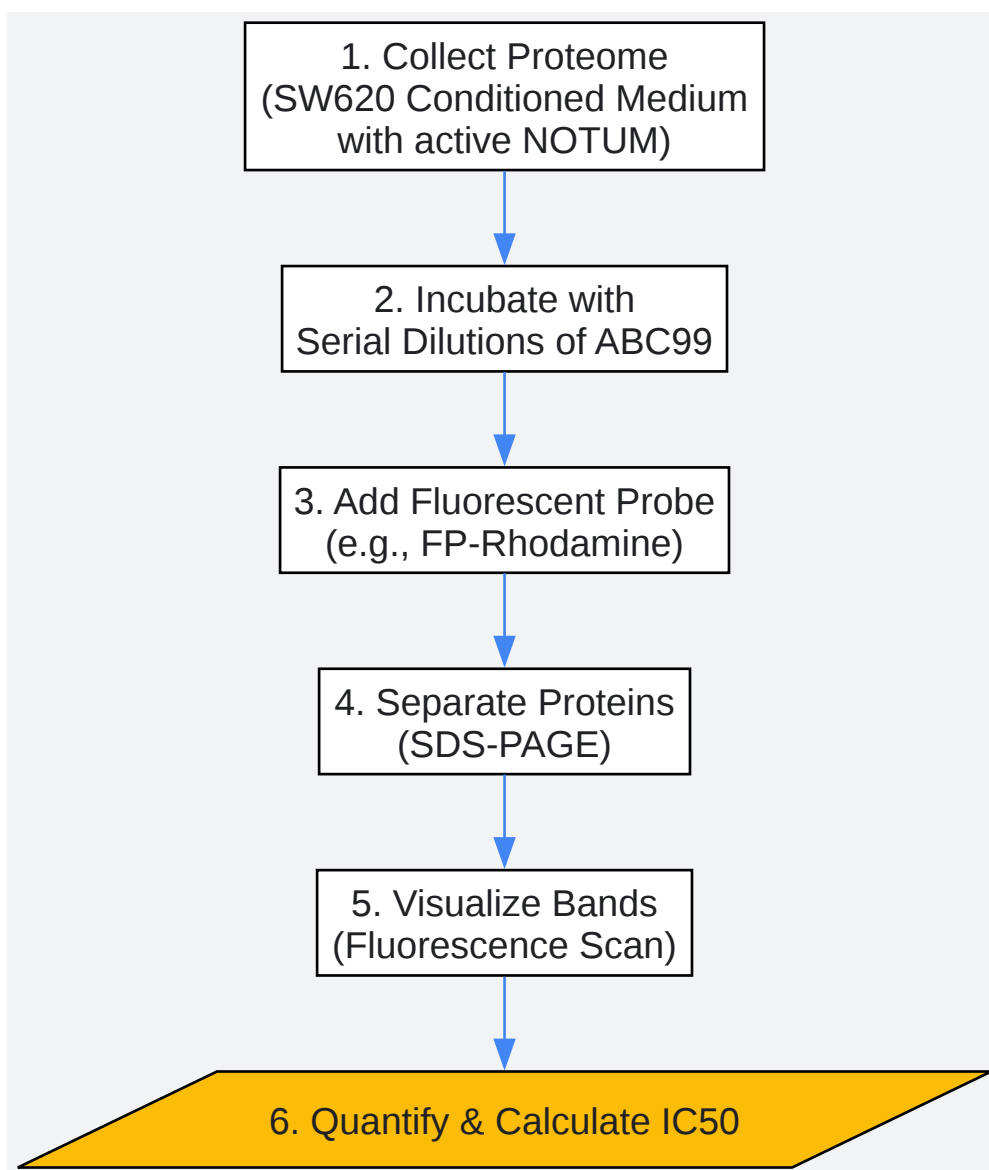 1. Collect Proteome
(SW620 Conditioned Medium
with active NOTUM)
2. Incubate with
Serial Dilutions of ABC99
3. Add Fluorescent Probe
(e.g., FP-Rhodamine)
4. Separate Proteins
(SDS-PAGE)
5. Visualize Bands
(Fluorescence Scan)
6. Quantify & Calculate IC50